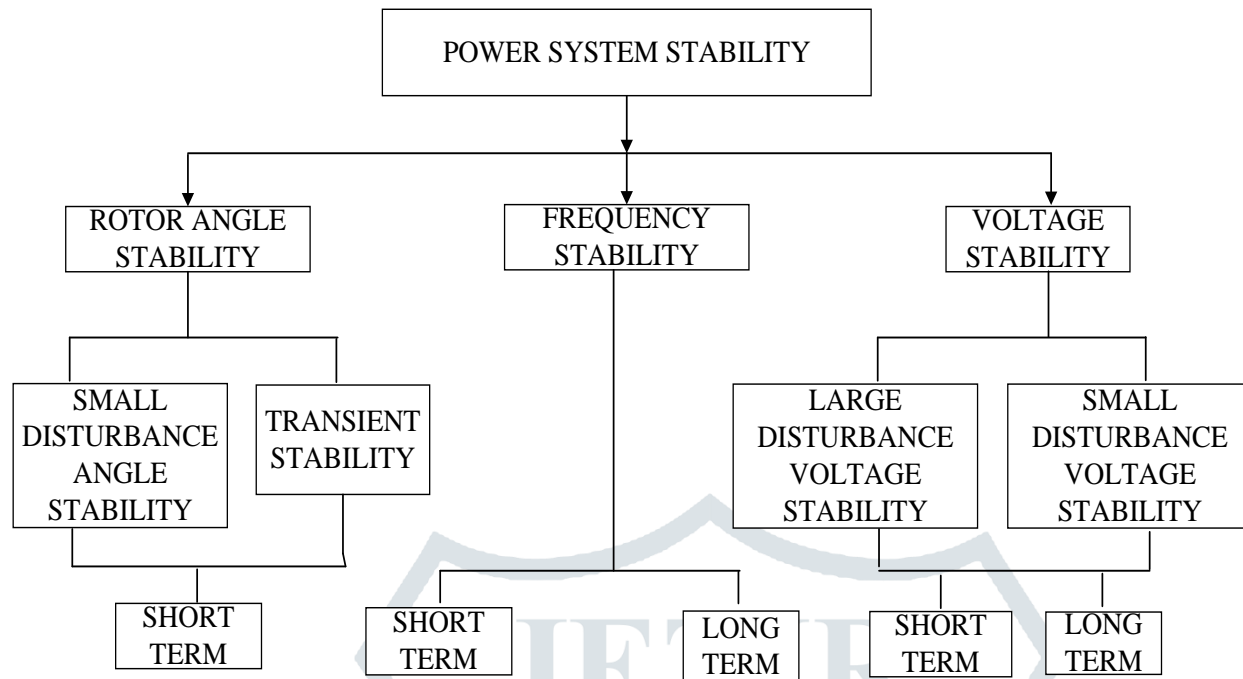 POWER SYSTEM STABILITY
ROTOR ANGLE
STABILITY
FREQUENCY
STABILITY
VOLTAGE
STABILITY
SMALL
DISTURBANCE
ANGLE
STABILITY
TRANSIENT
STABILITY
LARGE
DISTURBANCE
VOLTAGE
STABILITY
SMALL
DISTURBANCE
VOLTAGE
STABILITY
SHORT
TERM
SHORT
TERM
LONG
TERM
SHORT
TERM
LONG
TERM